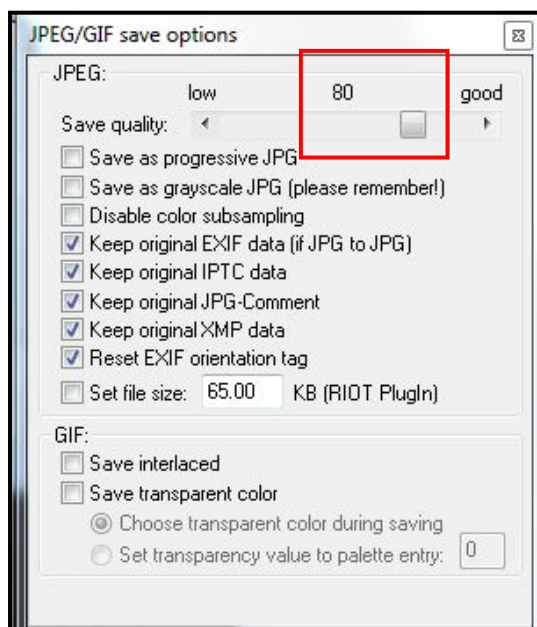 JPEG/GIF save options
JPEG:
low 80 good
Save quality:
Save as progressive JPG
Save as grayscale JPG (please remember!)
Disable color subsampling
Keep original EXIF data (if JPG to JPG)
Keep original IPTC data
Keep original JPG-Comment
Keep original XMP data
Reset EXIF orientation tag
Set file size: 65.00 KB (RIOT PlugIn)
GIF:
Save interlaced
Save transparent color
Choose transparent color during saving
Set transparency value to palette entry: 0